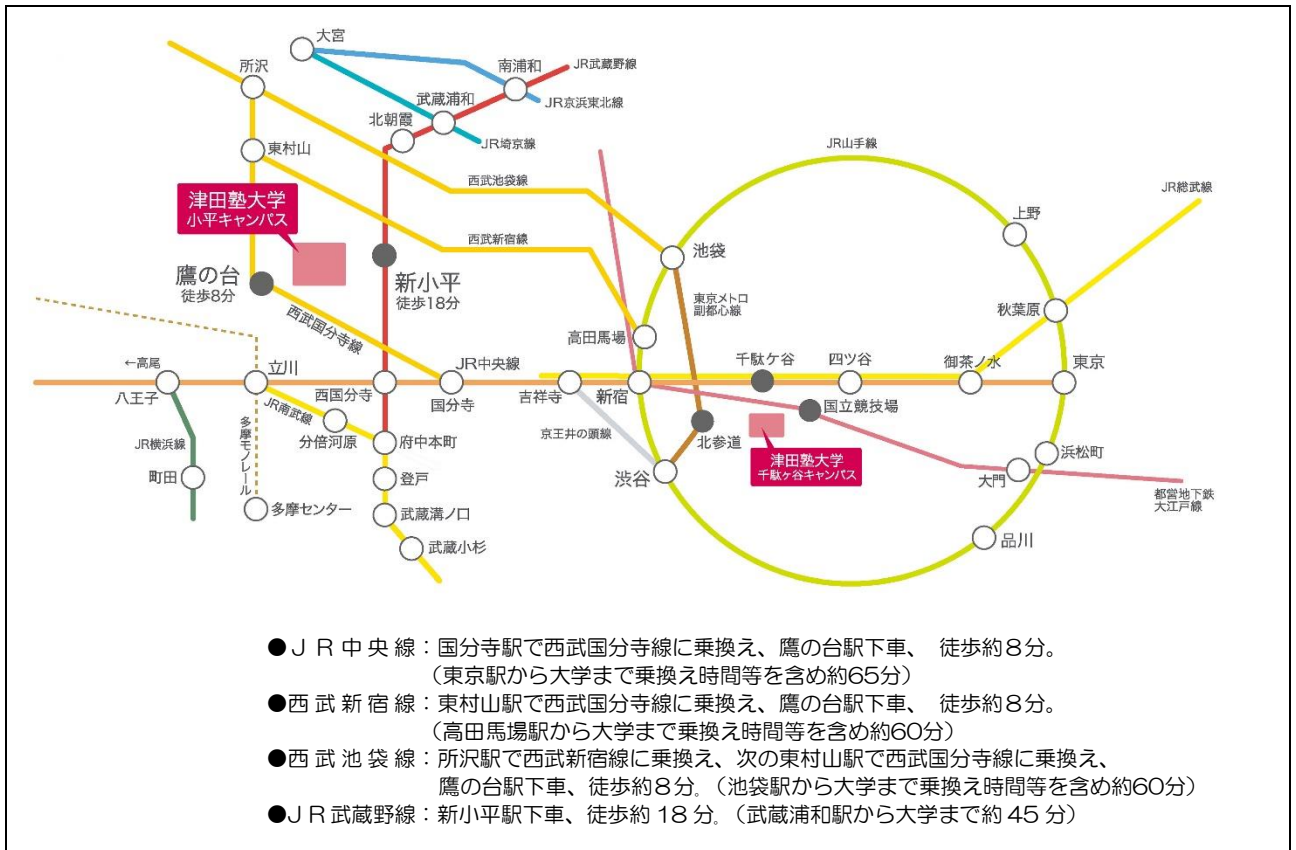 大宮
所沢
南浦和
JR武蔵野線
武蔵浦和
JR京浜東北線
北朝霞
JR埼京線
東村山
JR山手線
西武池袋線
JR総武線
津田塾大学
小平キャンパス
上野
西武新宿線
池袋
鷹の台
徒歩8分
新小平
徒歩18分
東京メトロ
副都心線
秋葉原
西武国分寺線
高田馬場
←高尾
立川
JR中央線
千駄ケ谷
四ツ谷
御茶ノ水
東京
八王子
西国分寺
国分寺
吉祥寺
新宿
国立競技場
JR南武線
分倍河原
府中本町
京王井の頭線
北参道
JR横浜線
多摩モノレール
浜松町
津田塾大学
千駄ケ谷キャンパス
町田
登戸
渋谷
大門
都営地下鉄
大江戸線
多摩センター
武蔵溝ノ口
品川
武蔵小杉
●ＪＲ中央線：国分寺駅で西武国分寺線に乗換え、鷹の台駅下車、 徒歩約８分。
（東京駅から大学まで乗換え時間等を含め約65分）
●西武新宿線：東村山駅で西武国分寺線に乗換え、鷹の台駅下車、 徒歩約８分。
（高田馬場駅から大学まで乗換え時間等を含め約60分）
●西武池袋線：所沢駅で西武新宿線に乗換え、次の東村山駅で西武国分寺線に乗換え、
鷹の台駅下車、徒歩約８分。（池袋駅から大学まで乗換え時間等を含め約60分）
●ＪＲ武蔵野線：新小平駅下車、徒歩約 18 分。（武蔵浦和駅から大学まで約 45 分）